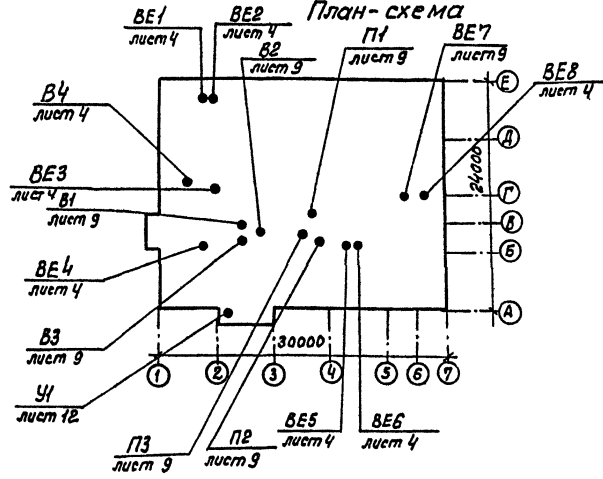 План-схема
ВЕ1
лист 4
ВЕ2
лист 4
В2
лист 9
П1
лист 9
ВЕ7
лист 9
ВЕ8
лист 4
В4
лист 4
ВЕ3
лист 4
В1
лист 9
ВЕ4
лист 4
В3
лист 9
У1
лист 12
П3
лист 9
П2
лист 9
ВЕ5
лист 4
ВЕ6
лист 4
Е
Д
Г
В
Б
А
24000
30000
1
2
3
4
5
6
7